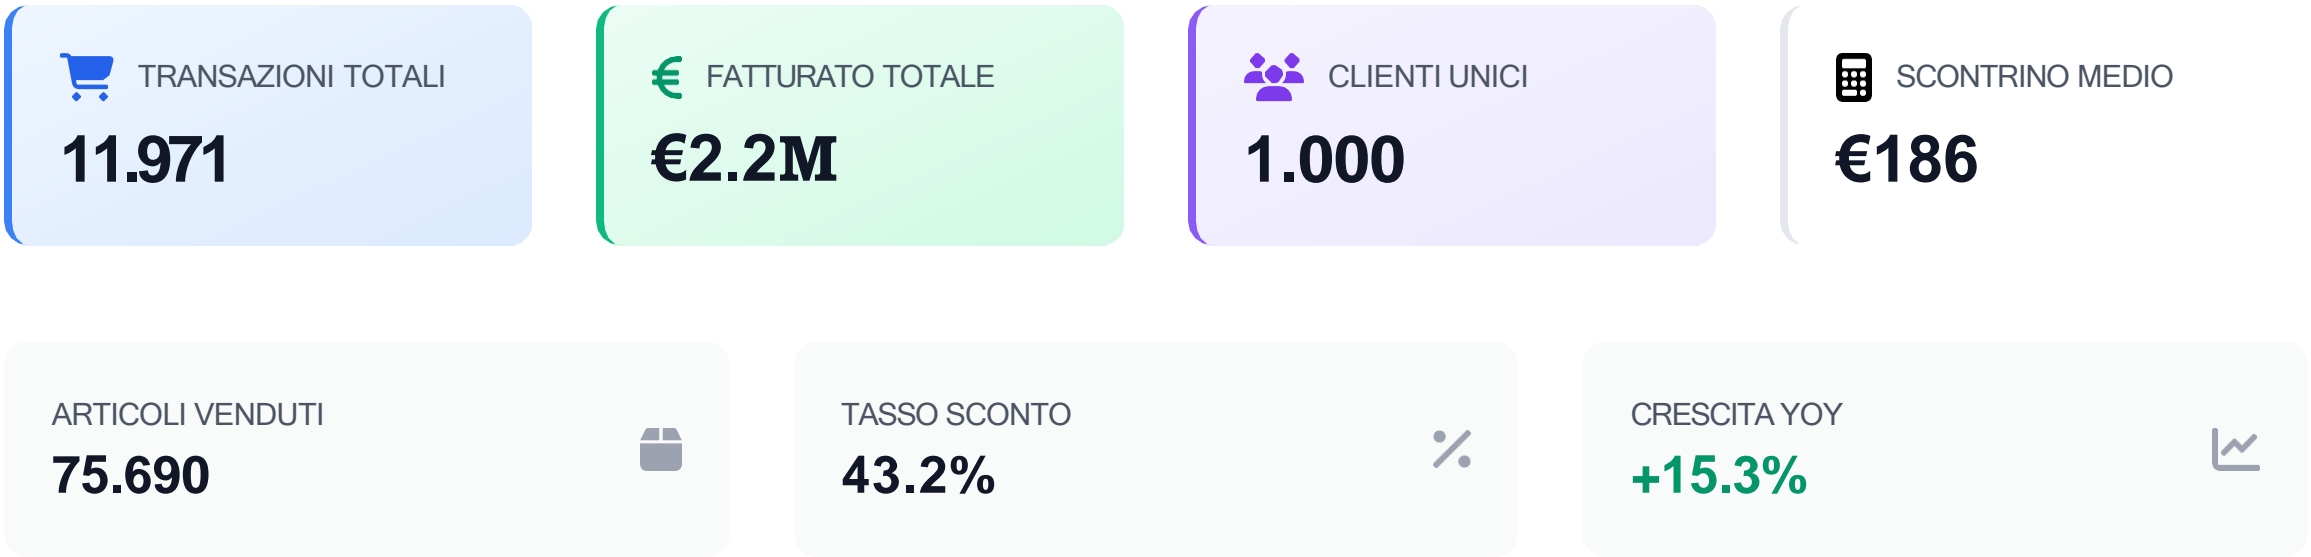 TRANSAZIONI TOTALI
11.971
FATTURATO TOTALE
€2.2M
CLIENTI UNICI
1.000
SCONTRINO MEDIO
€186
ARTICOLI VENDUTI
75.690
TASSO SCONTO
43.2%
CRESCITA YOY
+15.3%